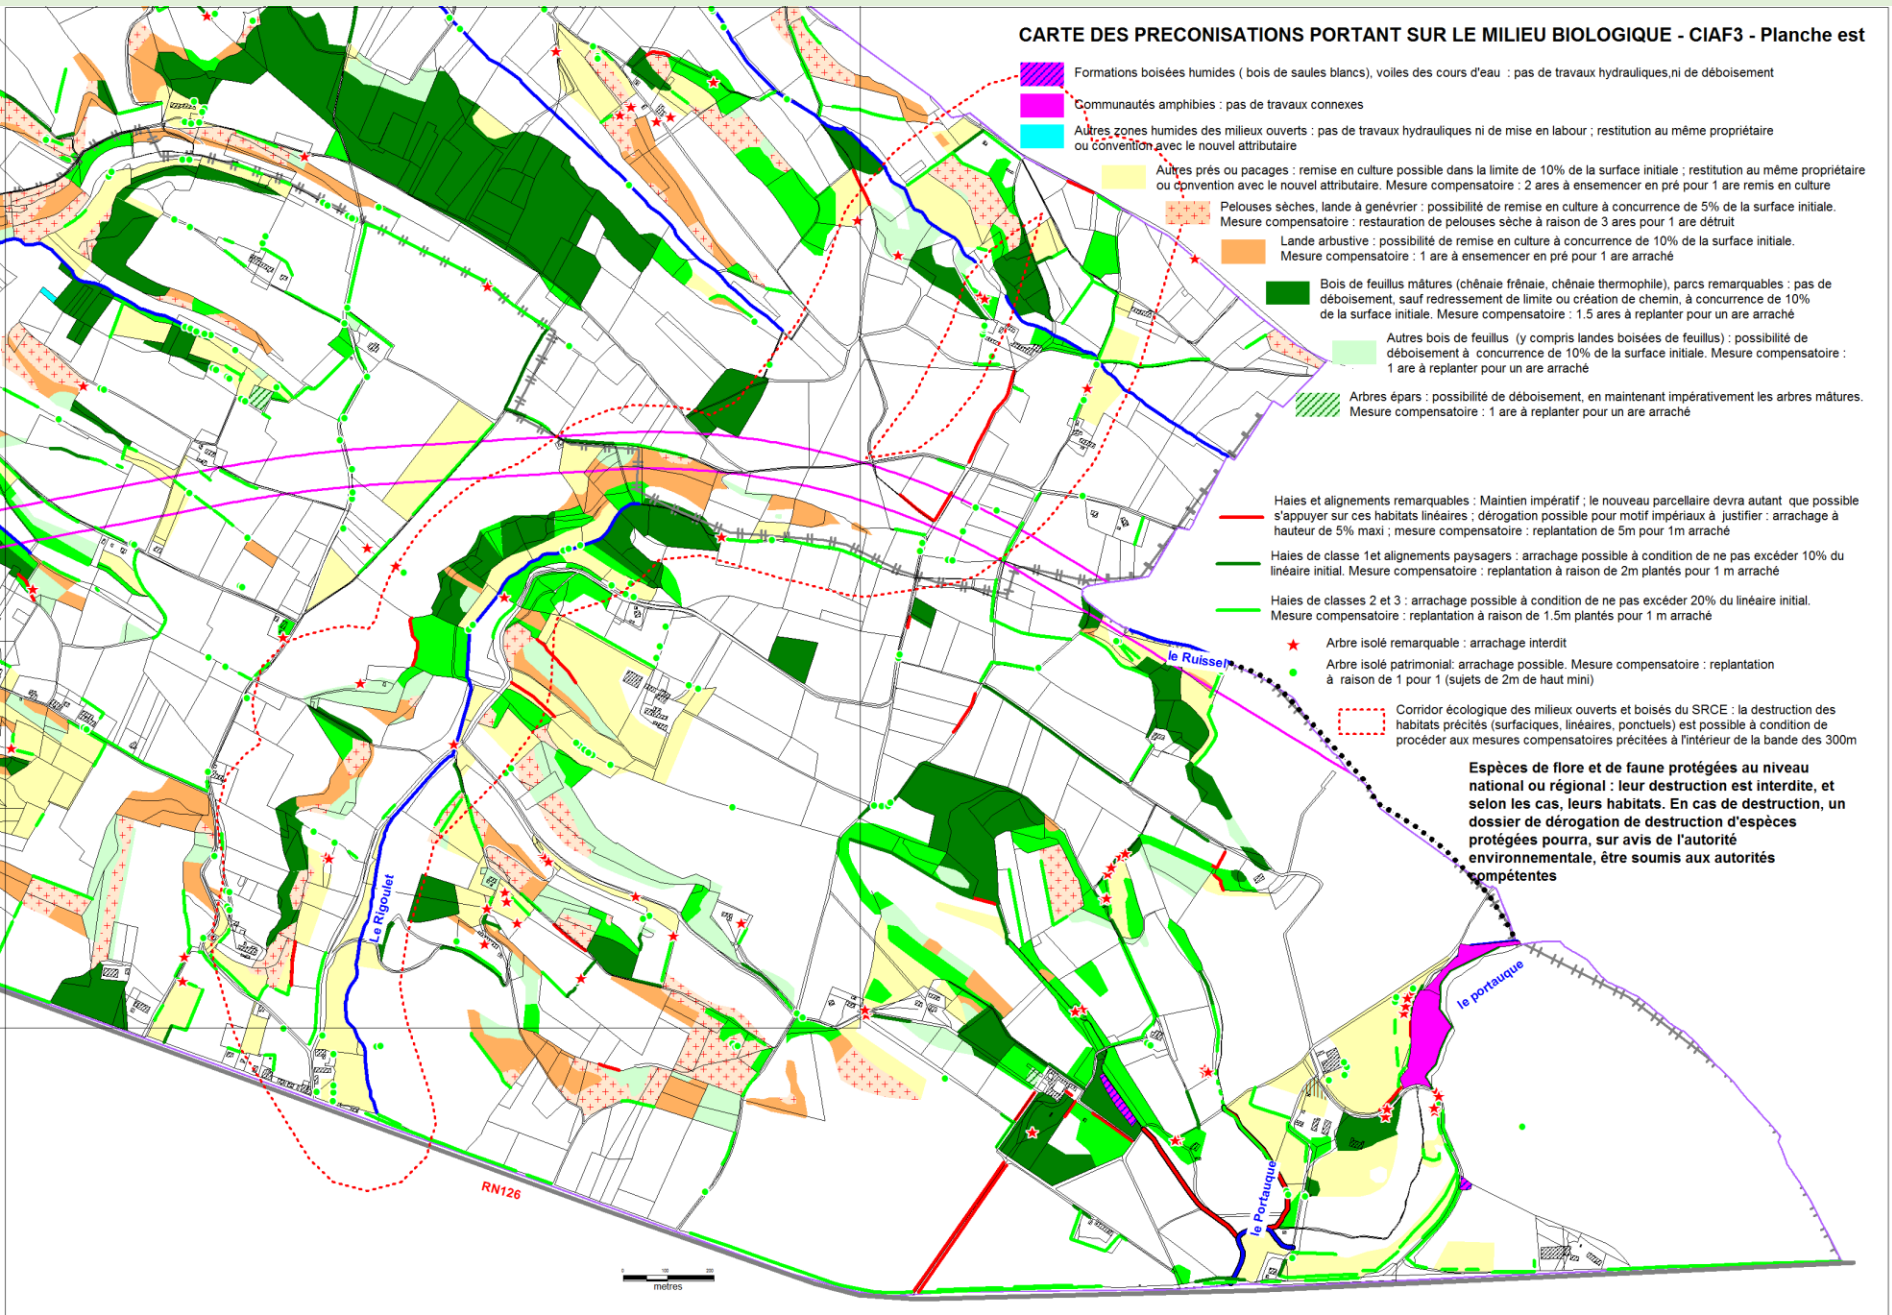 CARTE DES PRECONISATIONS PORTANT SUR LE MILIEU BIOLOGIQUE - CIAF3 - Planche est
Formations boisées humides ( bois de saules blancs), voiles des cours d'eau : pas de travaux hydrauliques,ni de déboisement
Communautés amphibies : pas de travaux connexes
Autres zones humides des milieux ouverts : pas de travaux hydrauliques ni de mise en labour ; restitution au même propriétaire
ou convention avec le nouvel attributaire
Autres prés ou pacages : remise en culture possible dans la limite de 10% de la surface initiale ; restitution au même propriétaire
ou convention avec le nouvel attributaire. Mesure compensatoire : 2 ares à ensemencer en pré pour 1 are remis en culture
Pelouses sèches, lande à genévrier : possibilité de remise en culture à concurrence de 5% de la surface initiale.
Mesure compensatoire : restauration de pelouses sèche à raison de 3 ares pour 1 are détruit
Lande arbustive : possibilité de remise en culture à concurrence de 10% de la surface initiale.
Mesure compensatoire : 1 are à ensemencer en pré pour 1 are arraché
Bois de feuillus mâtures (chênaie frênaie, chênaie thermophile), parcs remarquables : pas de
déboisement, sauf redressement de limite ou création de chemin, à concurrence de 10%
de la surface initiale. Mesure compensatoire : 1.5 ares à replanter pour un are arraché
Autres bois de feuillus (y compris landes boisées de feuillus) : possibilité de
déboisement à concurrence de 10% de la surface initiale. Mesure compensatoire :
1 are à replanter pour un are arraché
Arbres épars : possibilité de déboisement, en maintenant impérativement les arbres mâtures.
Mesure compensatoire : 1 are à replanter pour un are arraché
Haies et alignements remarquables : Maintien impératif ; le nouveau parcellaire devra autant que possible
s'appuyer sur ces habitats linéaires ; dérogation possible pour motif impériaux à justifier : arrachage à
hauteur de 5% maxi ; mesure compensatoire : replantation de 5m pour 1m arraché
Haies de classe 1et alignements paysagers : arrachage possible à condition de ne pas excéder 10% du
linéaire initial. Mesure compensatoire : replantation à raison de 2m plantés pour 1 m arraché
Haies de classes 2 et 3 : arrachage possible à condition de ne pas excéder 20% du linéaire initial.
Mesure compensatoire : replantation à raison de 1.5m plantés pour 1 m arraché
Arbre isolé remarquable : arrachage interdit
Arbre isolé patrimonial: arrachage possible. Mesure compensatoire : replantation
à raison de 1 pour 1 (sujets de 2m de haut mini)
Corridor écologique des milieux ouverts et boisés du SRCE : la destruction des
habitats précités (surfaciques, linéaires, ponctuels) est possible à condition de
procéder aux mesures compensatoires précitées à l'intérieur de la bande des 300m
Espèces de flore et de faune protégées au niveau
national ou régional : leur destruction est interdite, et
selon les cas, leurs habitats. En cas de destruction, un
dossier de dérogation de destruction d'espèces
protégées pourra, sur avis de l'autorité
environnementale, être soumis aux autorités
compétentes
le Ruissel
Le Rigoulet
le portauque
le Portauque
RN126
0 100 200
metres